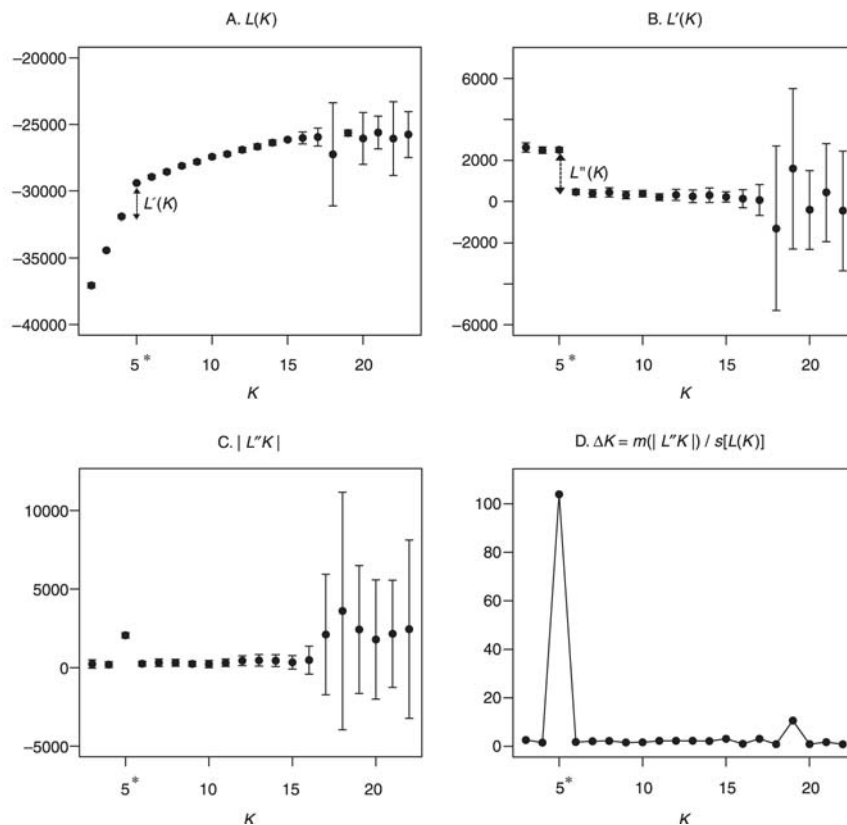 A. L(K)
−20000
−25000
−30000
−35000
−40000
L′(K)
5* 10 15 20
K
B. L′(K)
6000
2000
0
−2000
−6000
L″(K)
5* 10 15 20
K
C. | L″K |
10000
5000
0
−5000
5* 10 15 20
K
D. ΔK = m(| L″K |) / s[L(K)]
100
80
60
40
20
0
5* 10 15 20
K